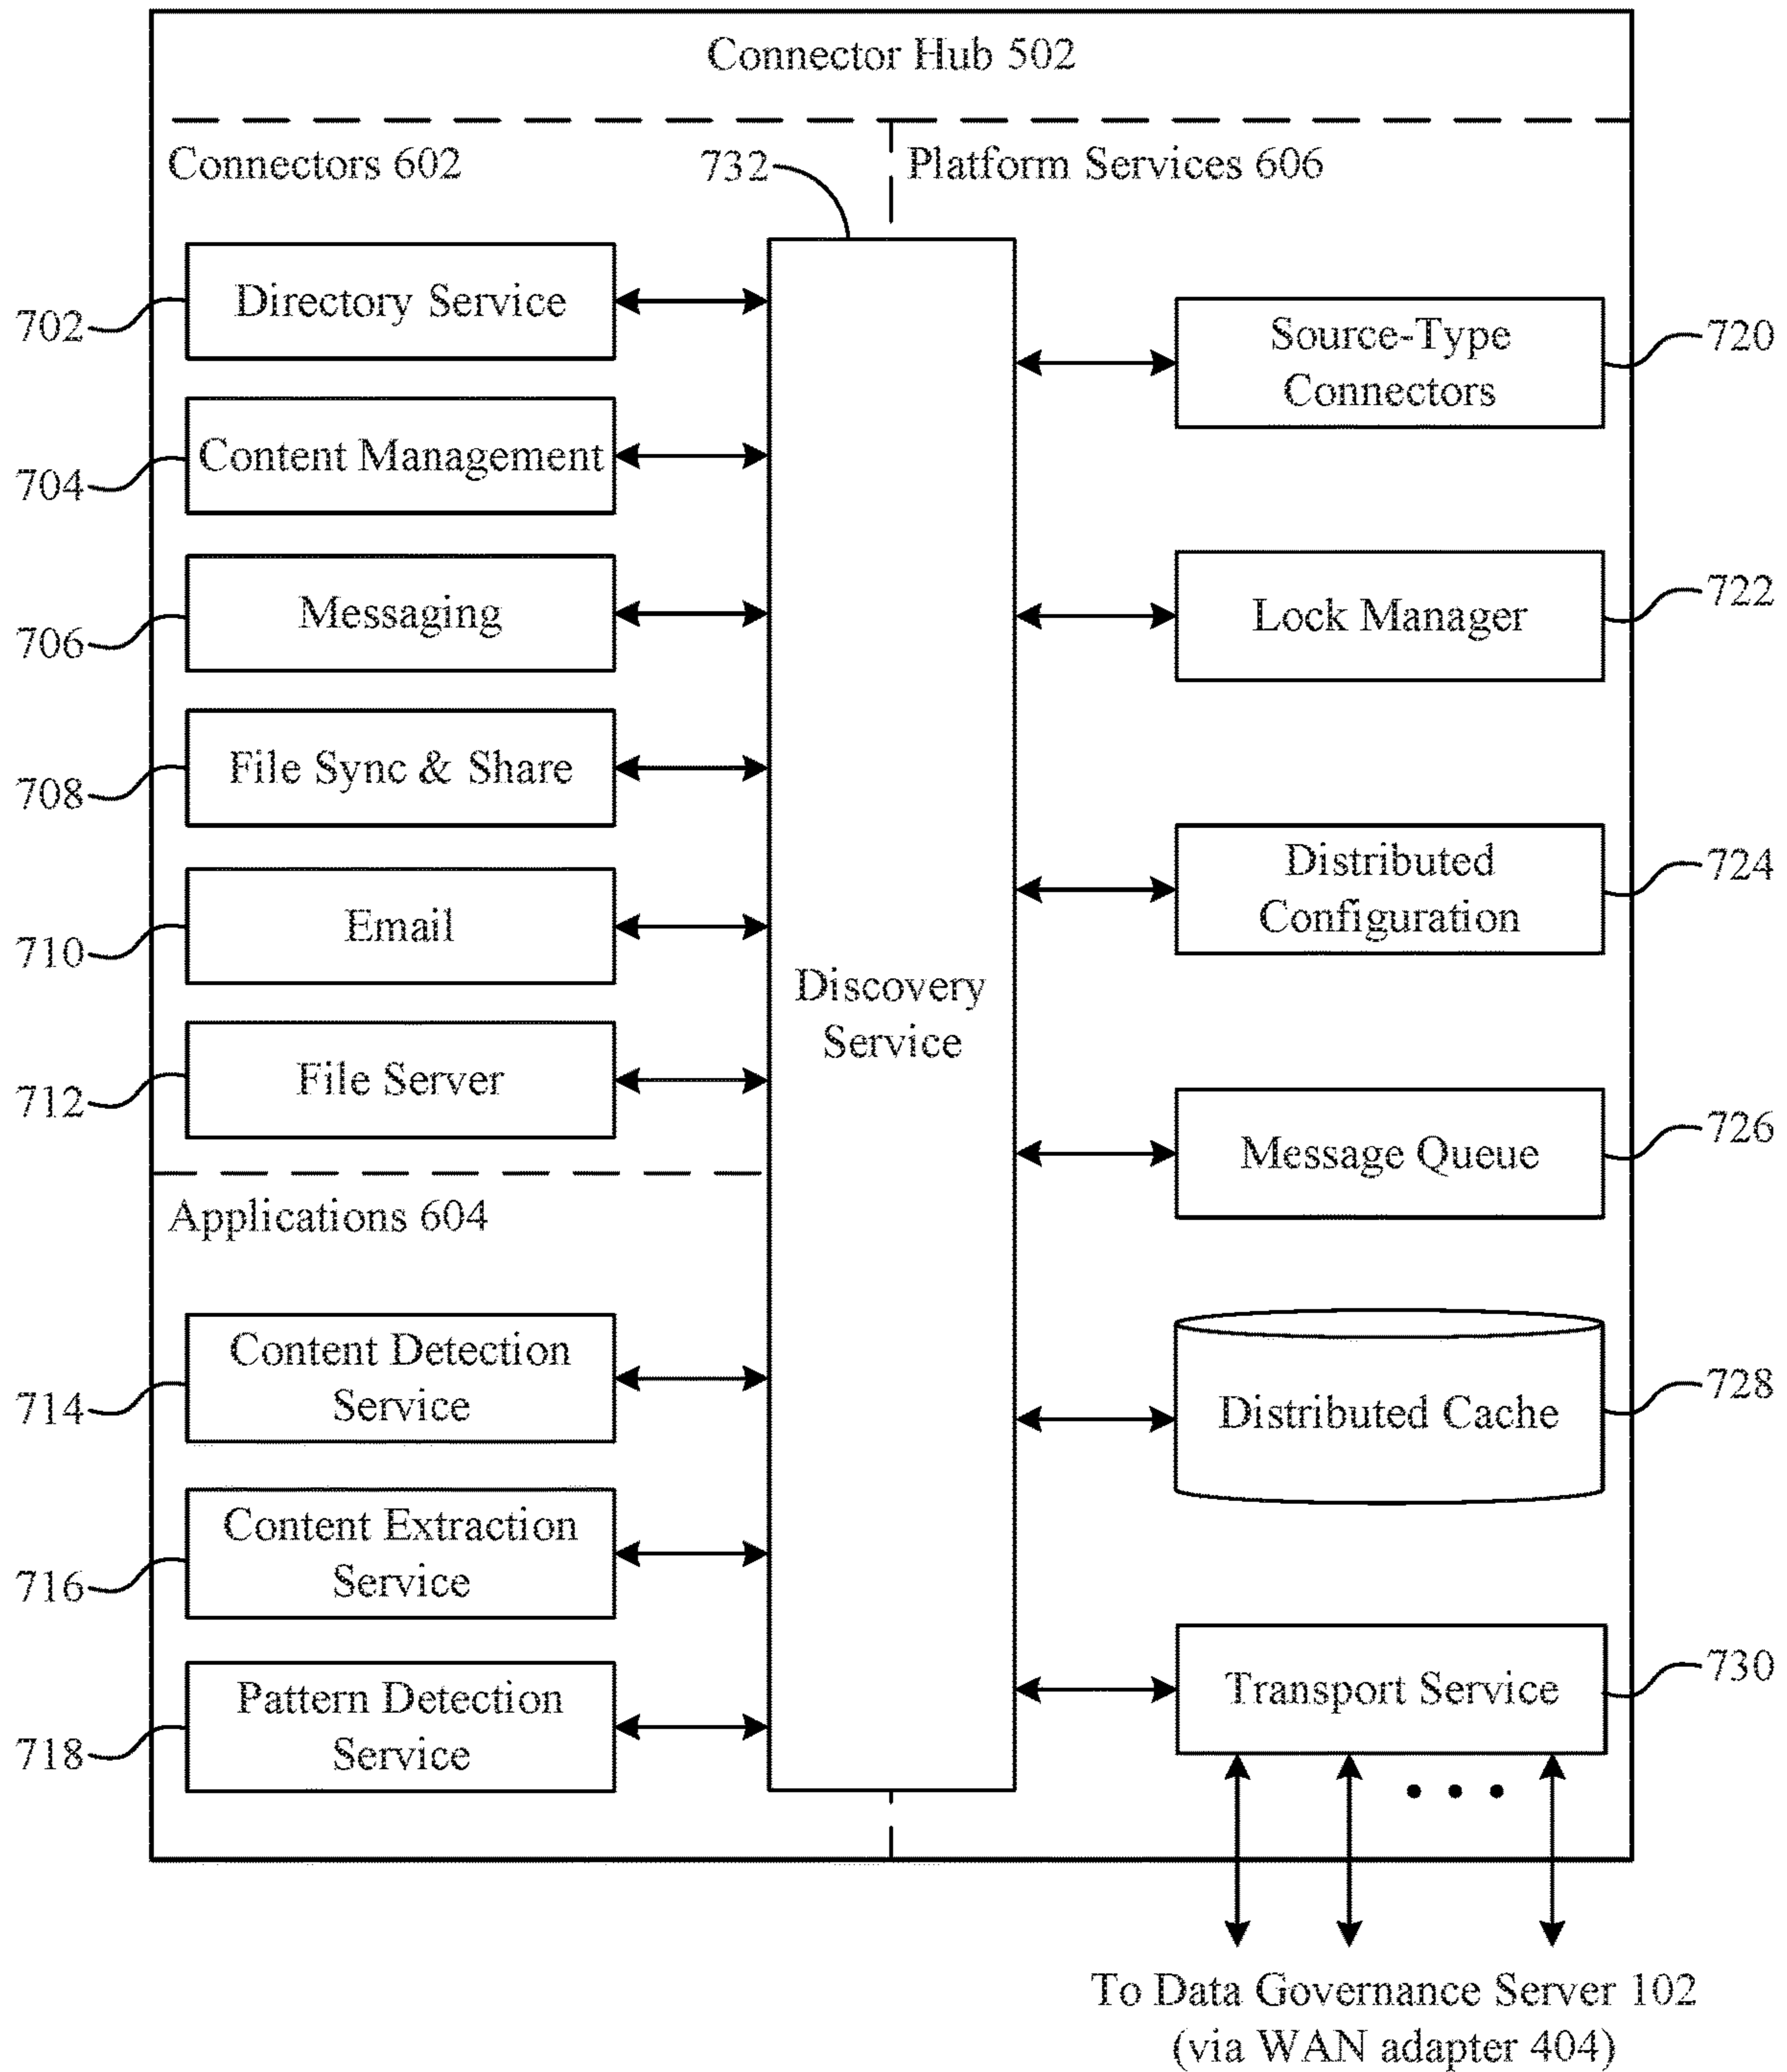 Connector Hub 502
Connectors 602
732
Platform Services 606
702
Directory Service
704
Content Management
706
Messaging
708
File Sync & Share
710
Email
712
File Server
Applications 604
714
Content Detection
Service
716
Content Extraction
Service
718
Pattern Detection
Service
Discovery
Service
Source-Type
Connectors
720
Lock Manager
722
Distributed
Configuration
724
Message Queue
726
Distributed Cache
728
Transport Service
730
To Data Governance Server 102
(via WAN adapter 404)